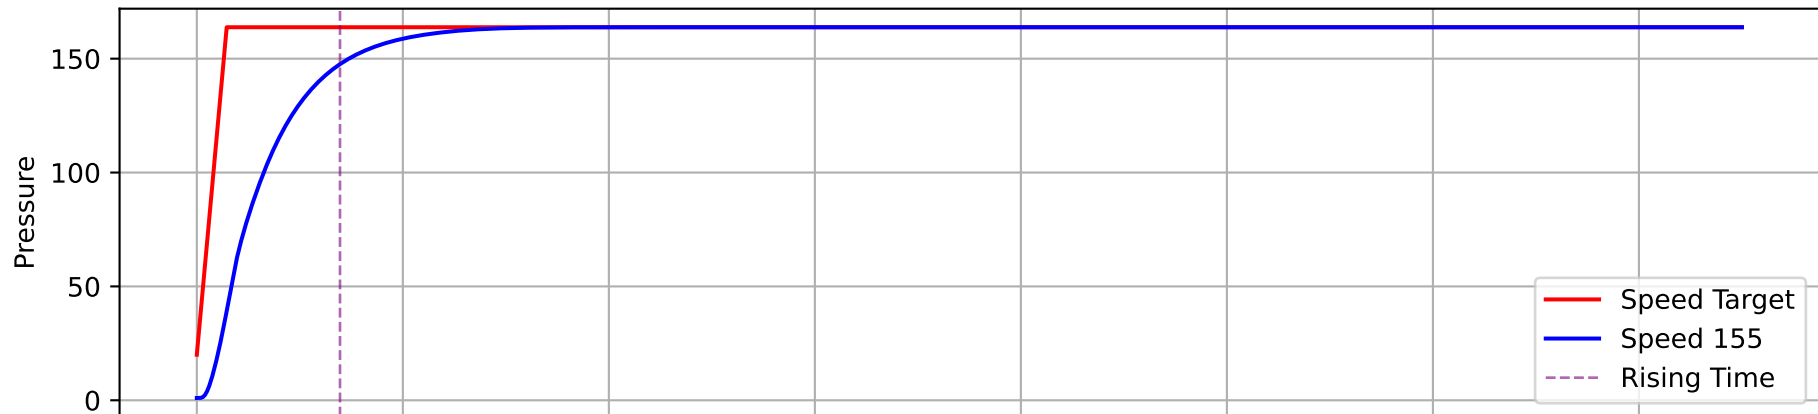 150
100
50
0
Pressure
Speed Target
Speed 155
Rising Time